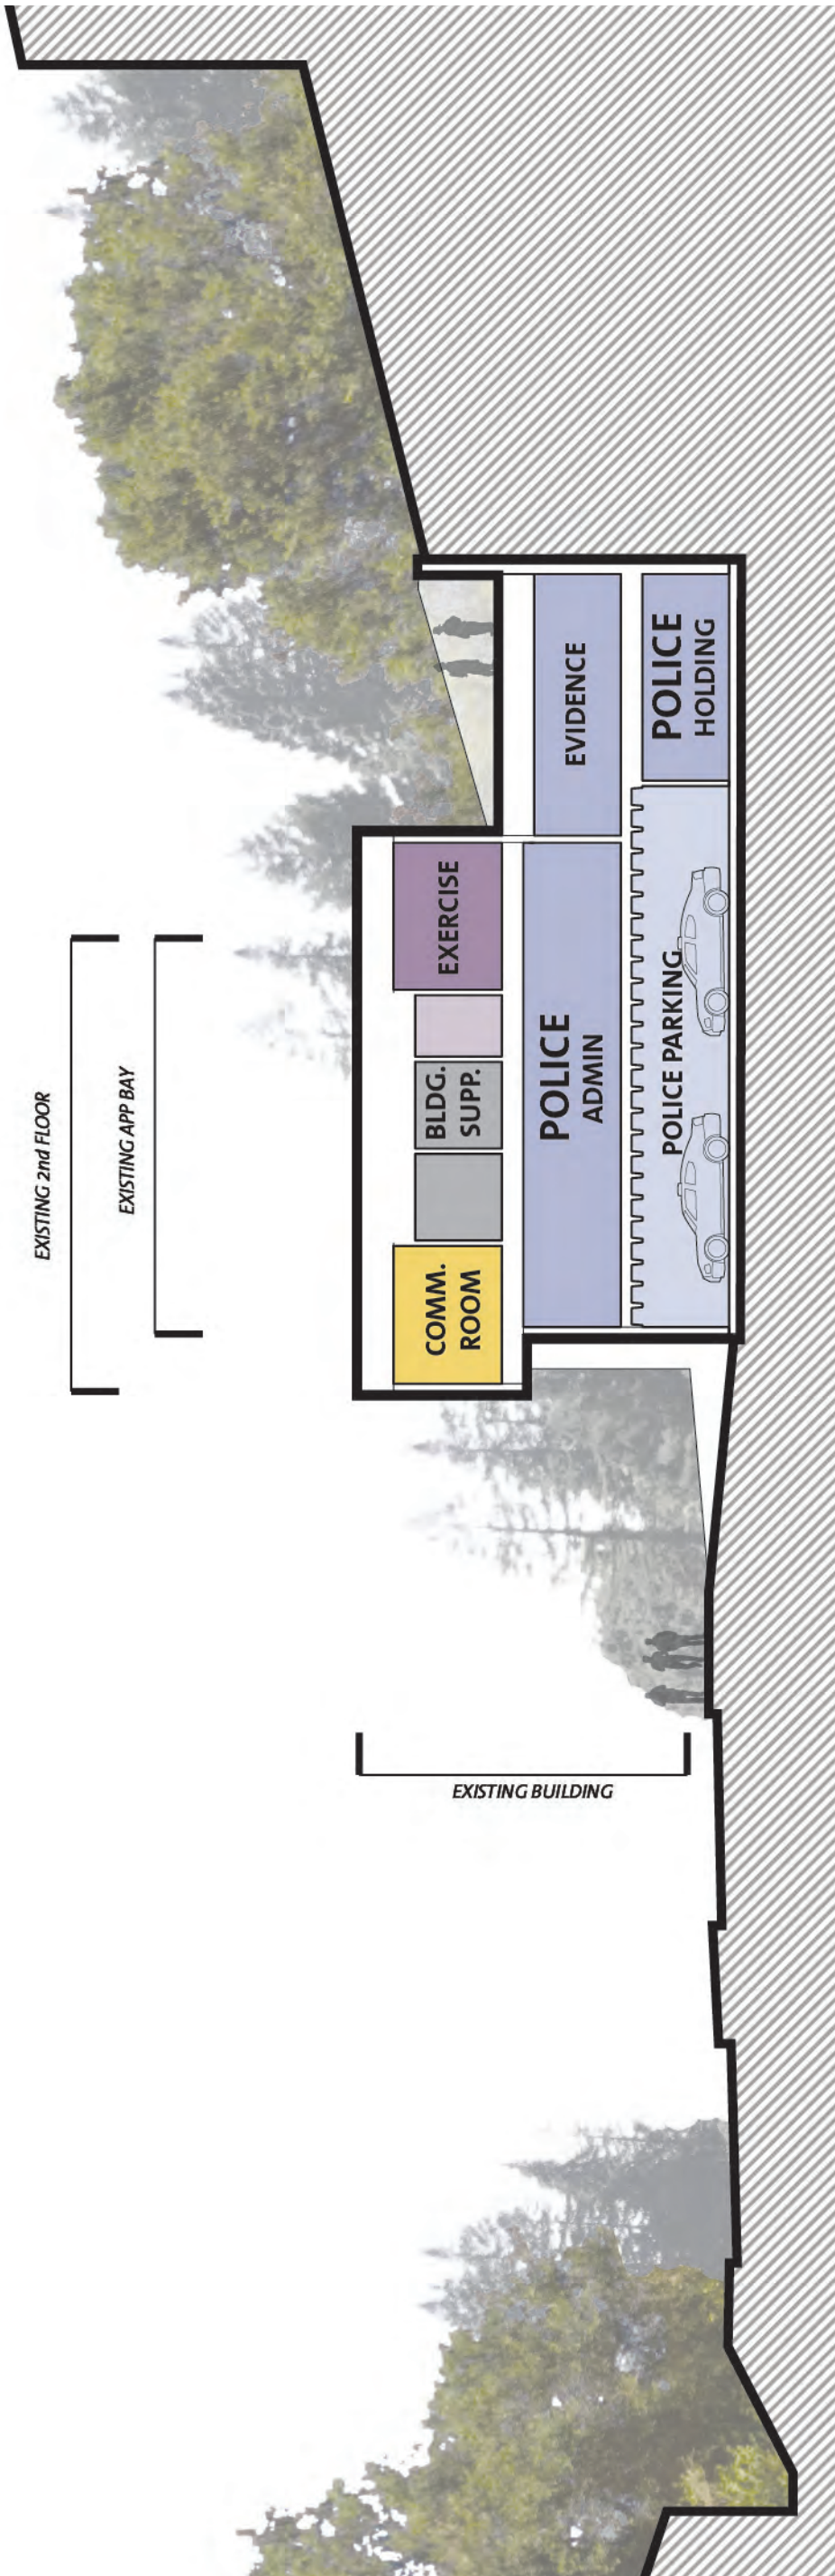 EXISTING 2nd FLOOR
EXISTING APP BAY
COMM.
ROOM
BLDG.
SUPP.
EXERCISE
POLICE
ADMIN
EVIDENCE
POLICE PARKING
POLICE
HOLDING
EXISTING BUILDING